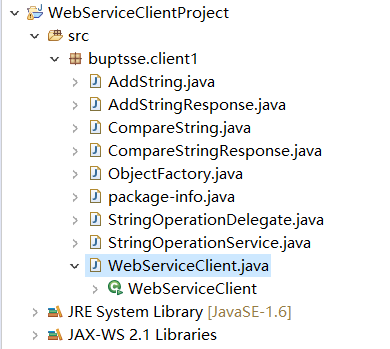 WebServiceClientProject
src
buptsse.client1
AddString.java
AddStringResponse.java
CompareString.java
CompareStringResponse.java
ObjectFactory.java
package-info.java
StringOperationDelegate.java
StringOperationService.java
WebServiceClient.java
WebServiceClient
JRE System Library [JavaSE-1.6]
JAX-WS 2.1 Libraries